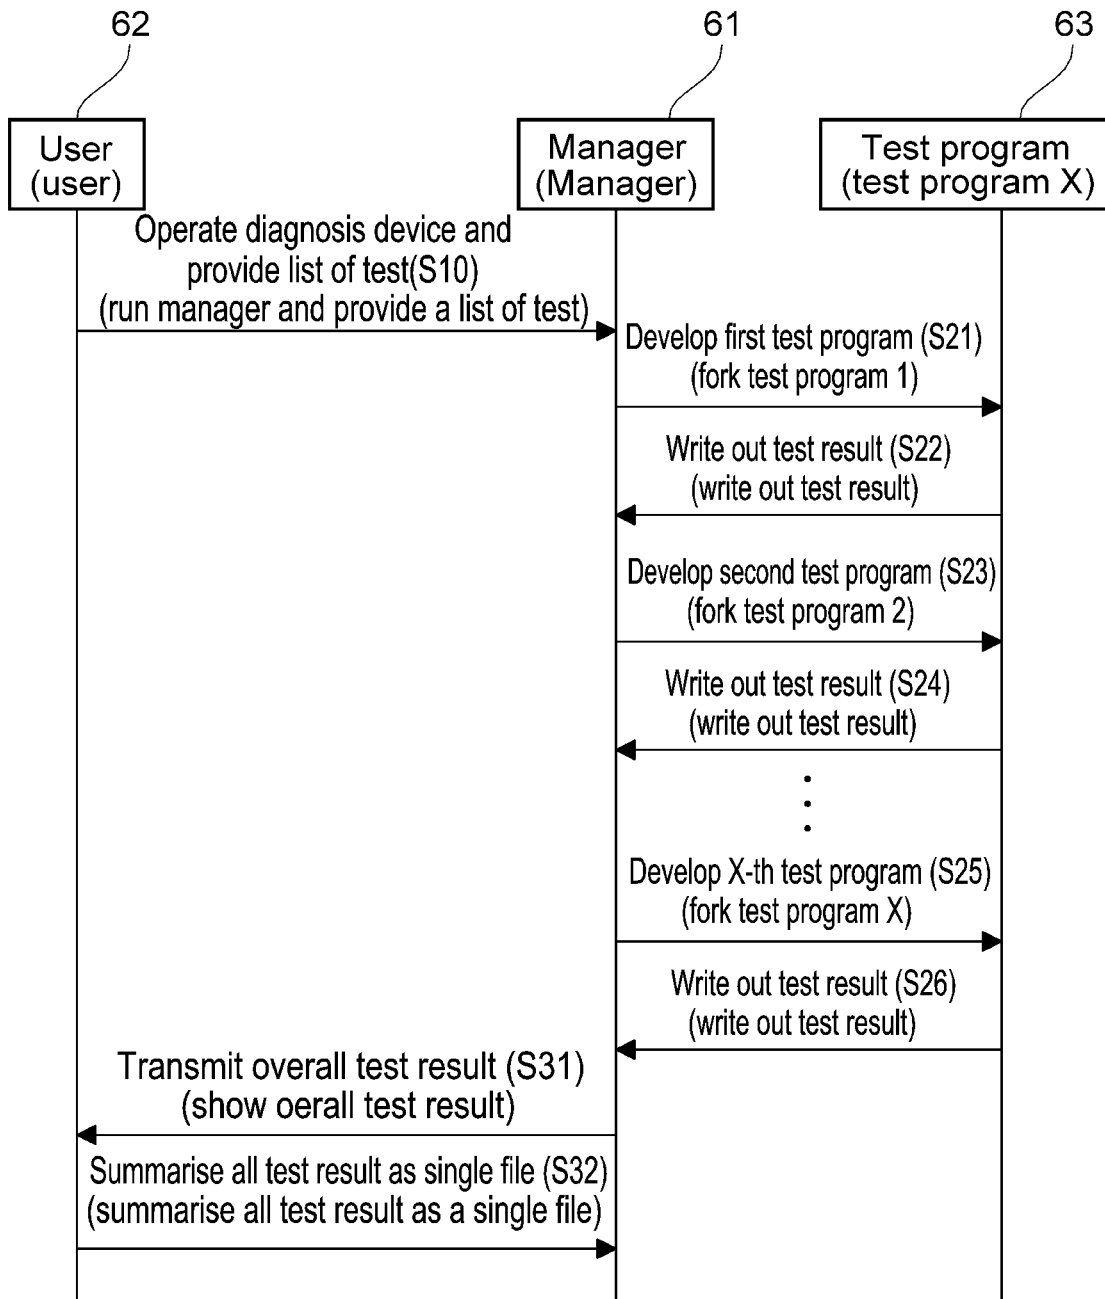 62
61
63
User
(user)
Manager
(Manager)
Test program
(test program X)
Operate diagnosis device and
provide list of test(S10)
(run manager and provide a list of test)
Develop first test program (S21)
(fork test program 1)
Write out test result (S22)
(write out test result)
Develop second test program (S23)
(fork test program 2)
Write out test result (S24)
(write out test result)
Develop X-th test program (S25)
(fork test program X)
Write out test result (S26)
(write out test result)
Transmit overall test result (S31)
(show oerall test result)
Summarise all test result as single file (S32)
(summarise all test result as a single file)